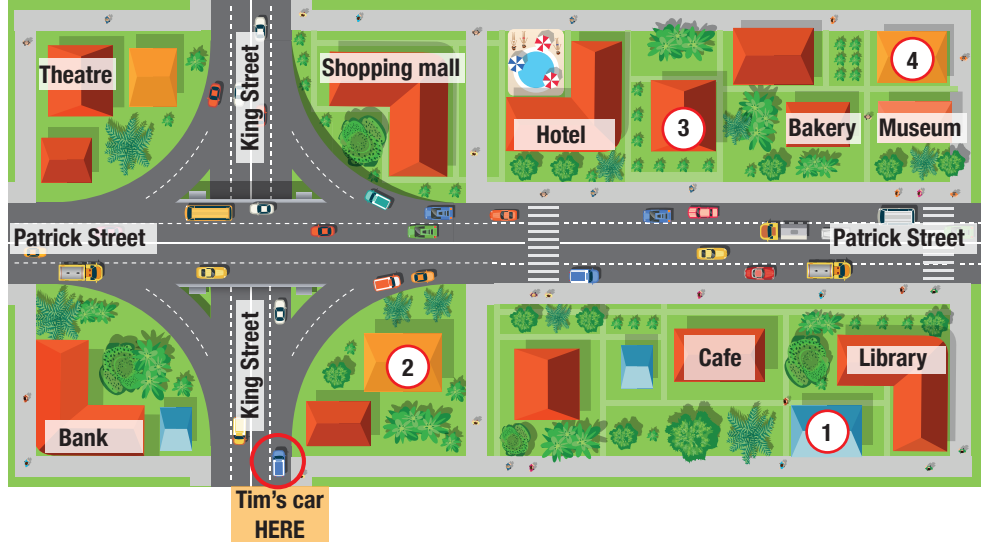 Theatre
King Street
Shopping mall
Hotel
3
Bakery
4
Museum
Patrick Street
Patrick Street
Bank
King Street
2
Cafe
Library
1
Tim's car
HERE